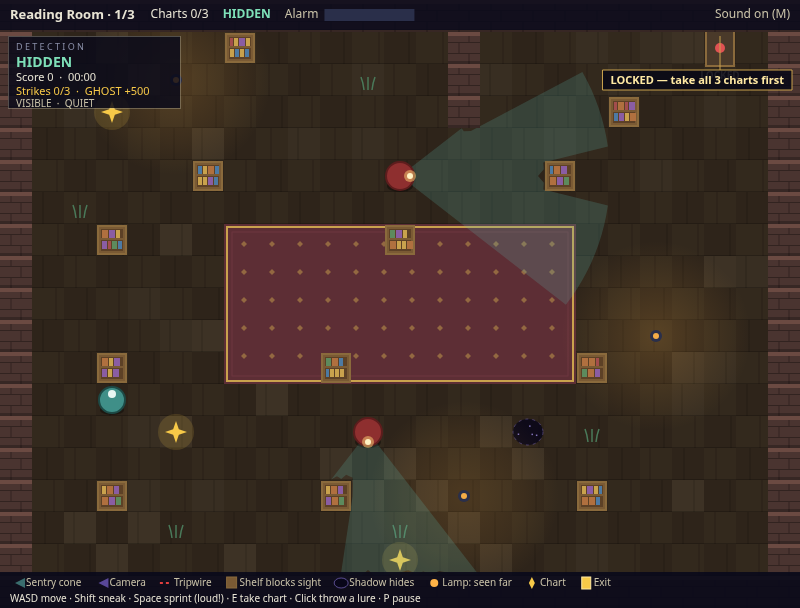 Reading Room · 1/3 Charts 0/3 HIDDEN Alarm Sound on (M)
DETECTION
HIDDEN
Score 0 · 00:00
Strikes 0/3 · GHOST +500
VISIBLE · QUIET
LOCKED — take all 3 charts first
Sentry cone Camera Tripwire Shelf blocks sight Shadow hides Lamp: seen far Chart Exit
WASD move · Shift sneak · Space sprint (loud!) · E take chart · Click throw a lure · P pause